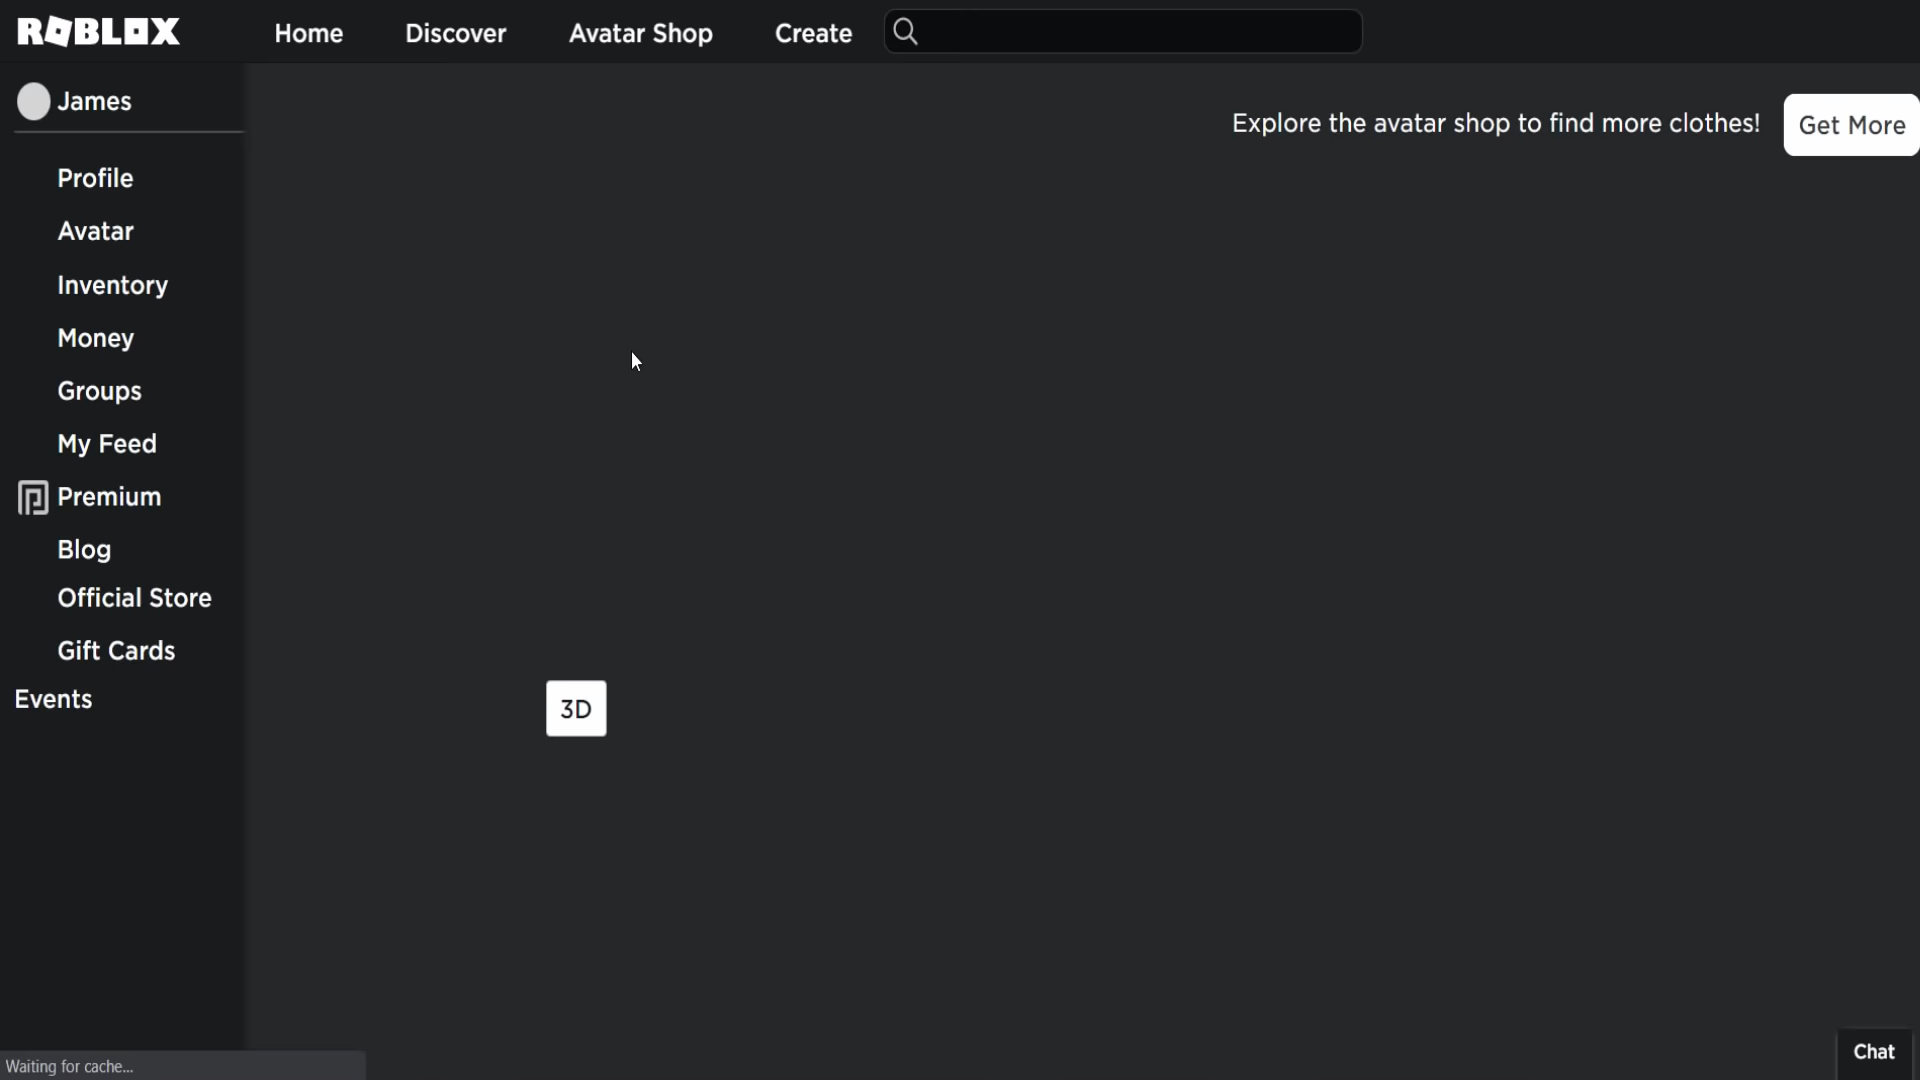 ROBLOX
Home
Discover
Avatar Shop
Create
James
Explore the avatar shop to find more clothes!
Get More
Profile
Avatar
Inventory
Money
Groups
My Feed
Premium
Blog
Official Store
Gift Cards
Events
3D
Chat
Waiting for cache...